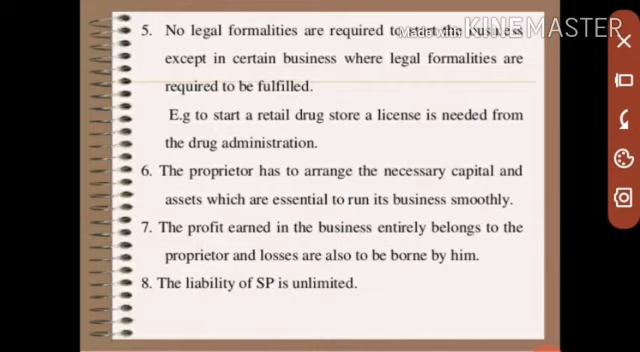 Made with KINEMASTER
5. No legal formalities are required to start the business
except in certain business where legal formalities are
required to be fulfilled.
E.g to start a retail drug store a license is needed from
the drug administration.
6. The proprietor has to arrange the necessary capital and
assets which are essential to run its business smoothly.
7. The profit earned in the business entirely belongs to the
proprietor and losses are also to be borne by him.
8. The liability of SP is unlimited.